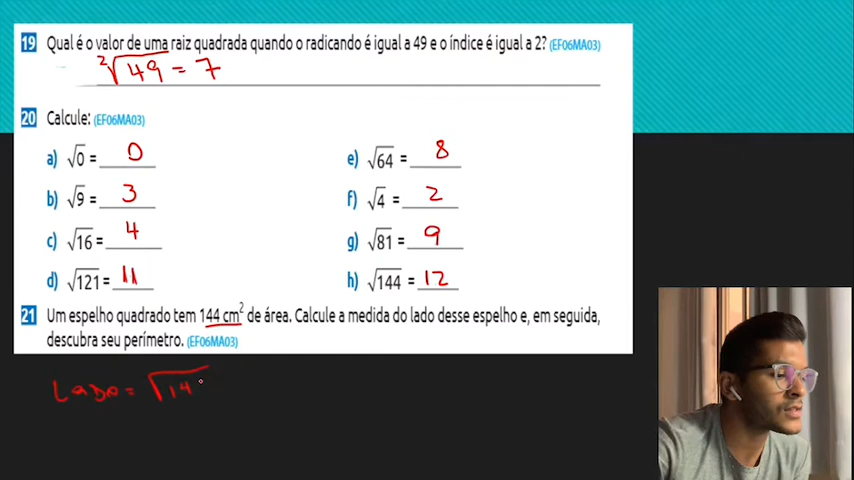 19 Qual é o valor de uma raiz quadrada quando o radicando é igual a 49 e o índice é igual a 2? (EF06MA03)
²√49 = 7
20 Calcule: (EF06MA03)
a) √0 = 0
b) √9 = 3
c) √16 = 4
d) √121 = 11
e) √64 = 8
f) √4 = 2
g) √81 = 9
h) √144 = 12
21 Um espelho quadrado tem 144 cm² de área. Calcule a medida do lado desse espelho e, em seguida,
descubra seu perímetro. (EF06MA03)
LADO = √14